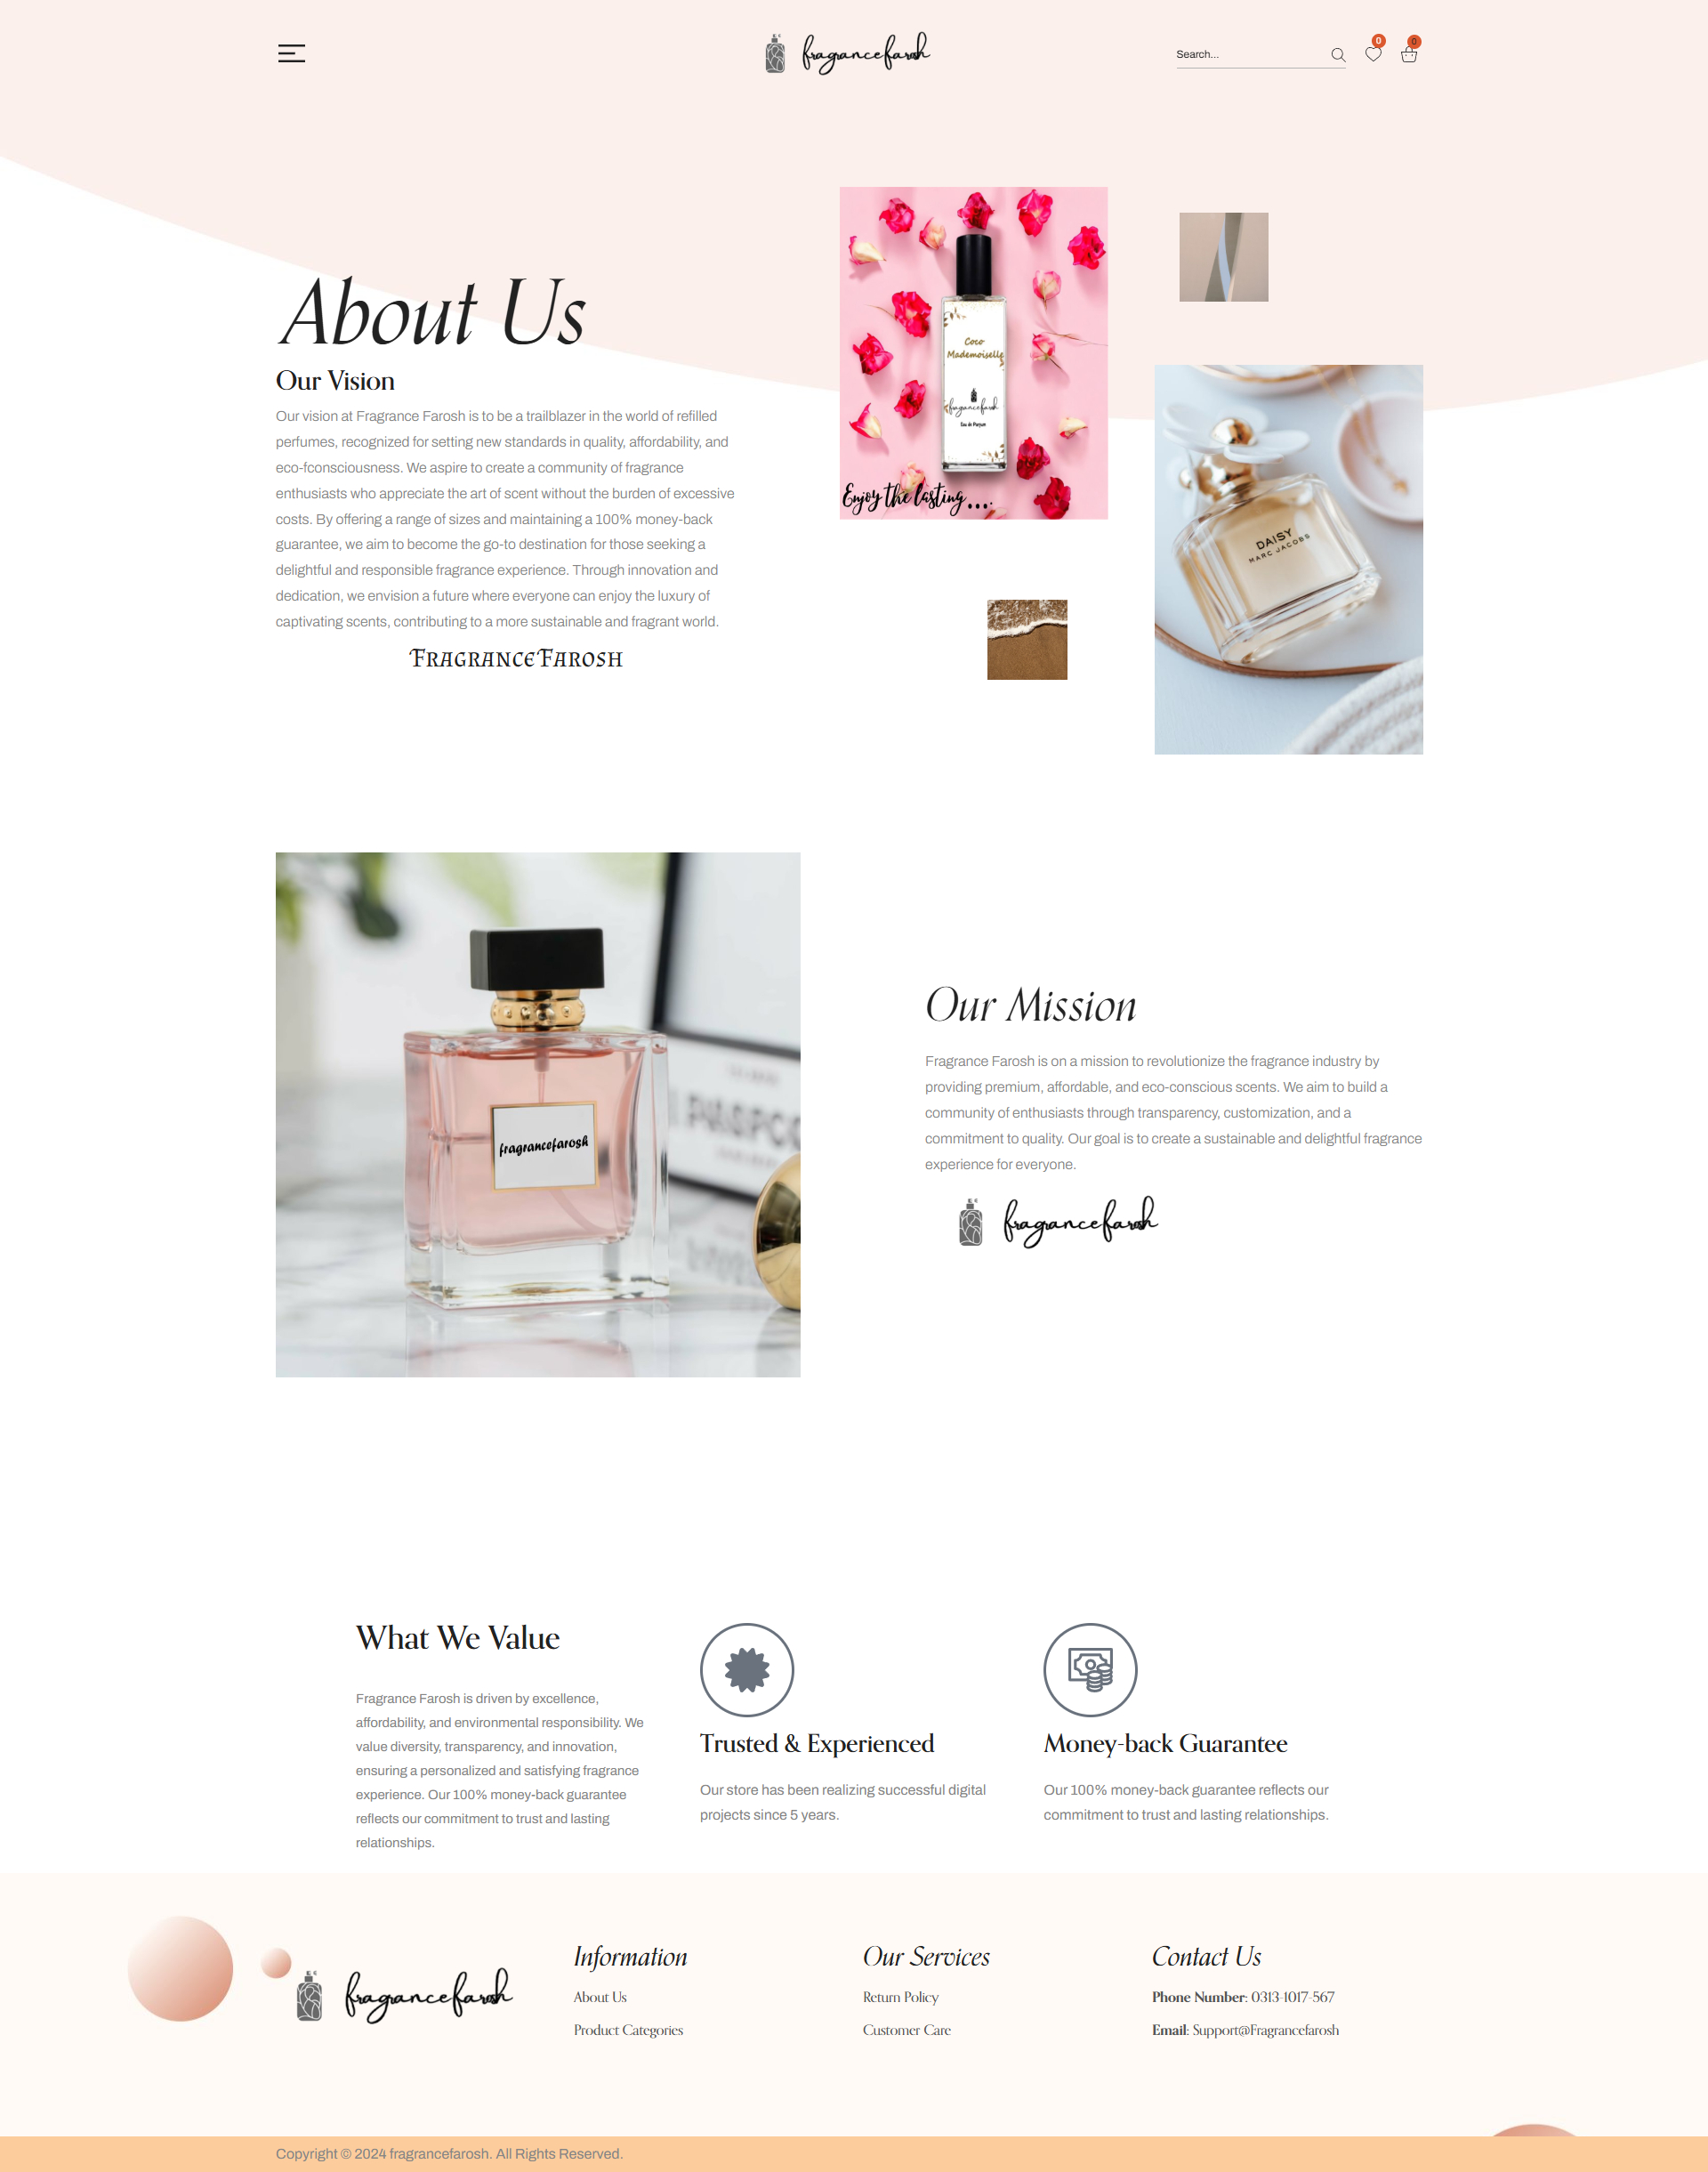 fragrancefarosh
Search...
0
0
About Us
Our Vision
Our vision at Fragrance Farosh is to be a trailblazer in the world of refilled
perfumes, recognized for setting new standards in quality, affordability, and
eco-fconsciousness. We aspire to create a community of fragrance
enthusiasts who appreciate the art of scent without the burden of excessive
costs. By offering a range of sizes and maintaining a 100% money-back
guarantee, we aim to become the go-to destination for those seeking a
delightful and responsible fragrance experience. Through innovation and
dedication, we envision a future where everyone can enjoy the luxury of
captivating scents, contributing to a more sustainable and fragrant world.
FRAGRANCEFAROSH
Coco
Mademoiselle
fragrancefarosh
Eau de Parfum
Enjoy the lasting....
DAISY
MARC JACOBS
fragrancefarosh
Our Mission
Fragrance Farosh is on a mission to revolutionize the fragrance industry by
providing premium, affordable, and eco-conscious scents. We aim to build a
community of enthusiasts through transparency, customization, and a
commitment to quality. Our goal is to create a sustainable and delightful fragrance
experience for everyone.
fragrancefarosh
What We Value
Fragrance Farosh is driven by excellence,
affordability, and environmental responsibility. We
value diversity, transparency, and innovation,
ensuring a personalized and satisfying fragrance
experience. Our 100% money-back guarantee
reflects our commitment to trust and lasting
relationships.
Trusted & Experienced
Our store has been realizing successful digital
projects since 5 years.
Money-back Guarantee
Our 100% money-back guarantee reflects our
commitment to trust and lasting relationships.
fragrancefarosh
Information
About Us
Product Categories
Our Services
Return Policy
Customer Care
Contact Us
Phone Number: 0313-1017-567
Email: Support@Fragrancefarosh
Copyright © 2024 fragrancefarosh. All Rights Reserved.